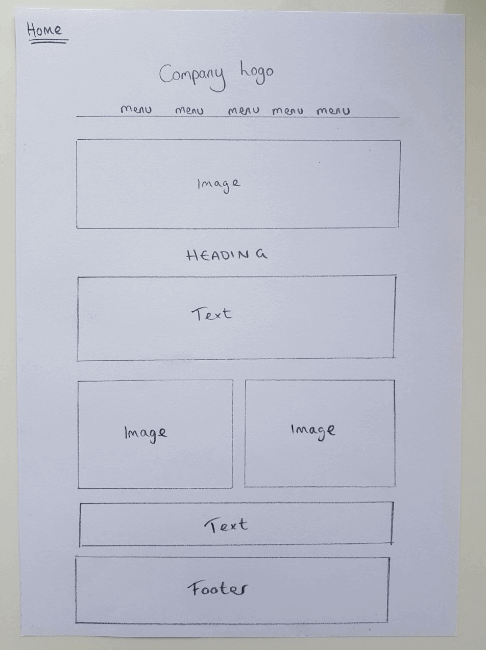 Home
Company Logo
menu menu menu menu menu
Image
HEADING
Text
Image Image
Text
Footer